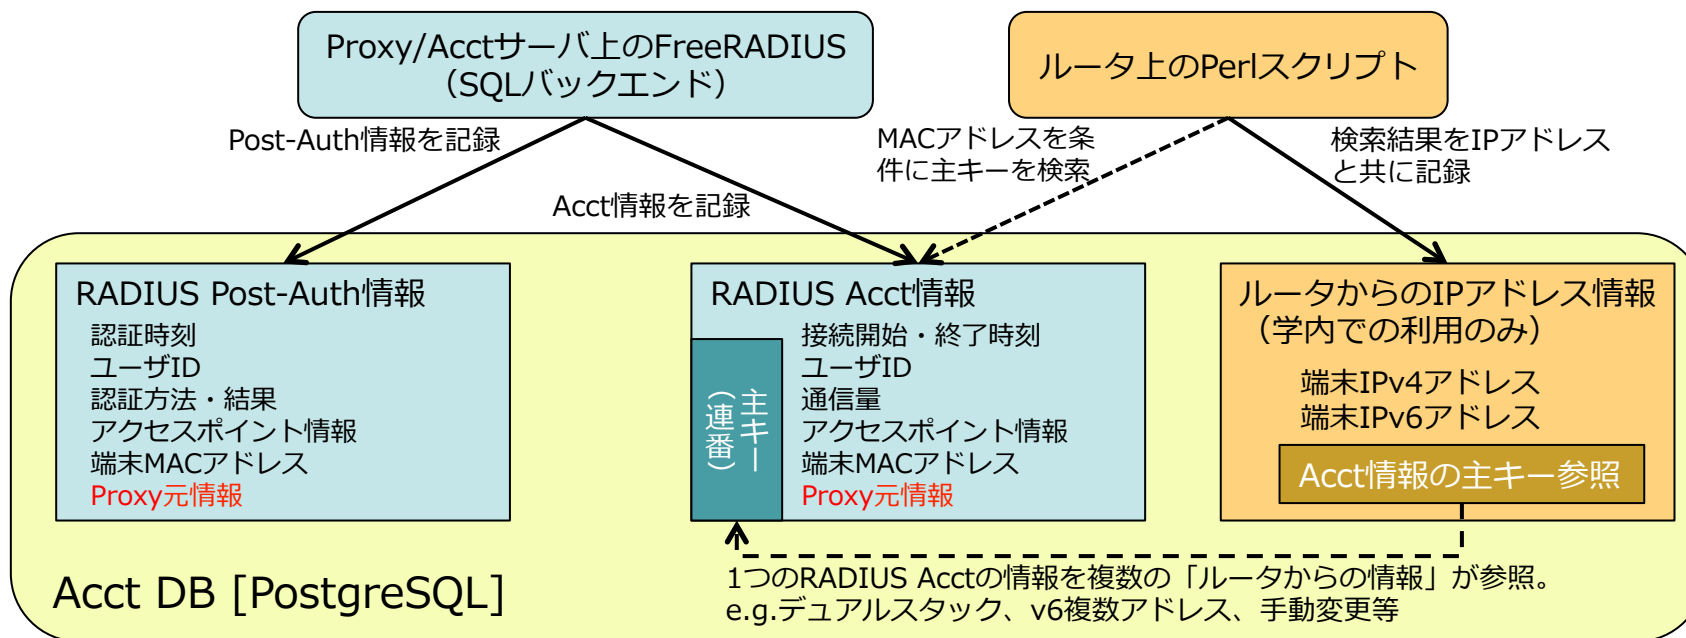 Proxy/Acctサーバ上のFreeRADIUS
（SQLバックエンド）
ルータ上のPerlスクリプト
Post-Auth情報を記録
Acct情報を記録
MACアドレスを条
件に主キーを検索
検索結果をIPアドレス
と共に記録
RADIUS Post-Auth情報
認証時刻
ユーザID
認証方法・結果
アクセスポイント情報
端末MACアドレス
Proxy元情報
RADIUS Acct情報
主キー
（連番）
接続開始・終了時刻
ユーザID
通信量
アクセスポイント情報
端末MACアドレス
Proxy元情報
ルータからのIPアドレス情報
（学内での利用のみ）
端末IPv4アドレス
端末IPv6アドレス
Acct情報の主キー参照
Acct DB [PostgreSQL]
1つのRADIUS Acctの情報を複数の「ルータからの情報」が参照。
e.g.デュアルスタック、v6複数アドレス、手動変更等